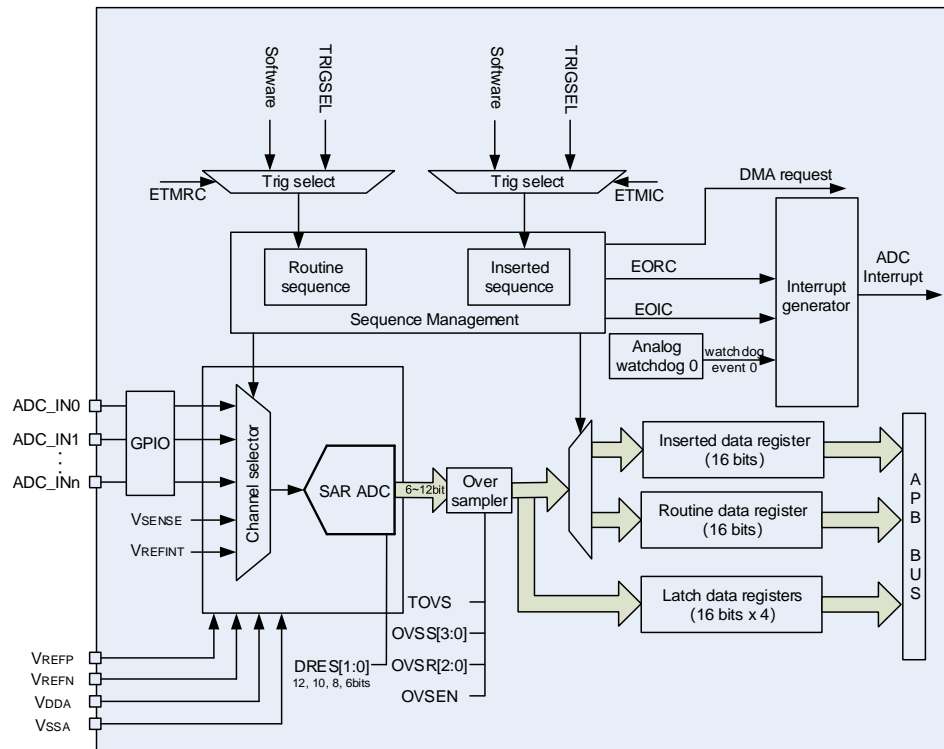 Software
TRIGSEL
Software
TRIGSEL
Trig select
Trig select
ETMRC
ETMIC
DMA request
Routine
sequence
Inserted
sequence
Sequence Management
EORC
EOIC
Interrupt
generator
ADC
Interrupt
Analog
watchdog 0
watchdog
event 0
ADC_IN0
ADC_IN1
ADC_INn
GPIO
VSENSE
VREFINT
Channel selector
SAR ADC
6~12bit
Over
sampler
Inserted data register
(16 bits)
Routine data register
(16 bits)
Latch data registers
(16 bits x 4)
APB BUS
TOVS
OVSS[3:0]
OVSR[2:0]
OVSEN
DRES[1:0]
12, 10, 8, 6bits
VREFP
VREFN
VDDA
VSSA